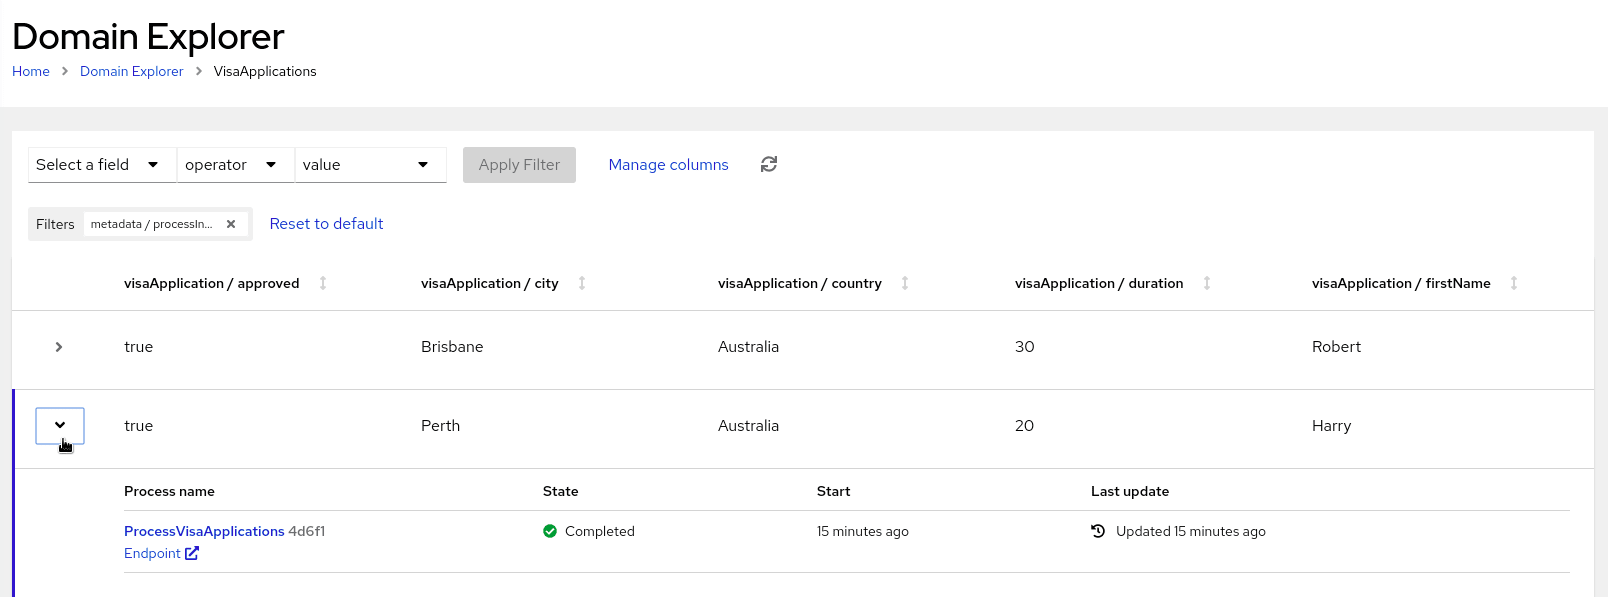 Domain Explorer
Home > Domain Explorer > VisaApplications
Select a field operator value Apply Filter Manage columns
Filters metadata / processIn... Reset to default
visaApplication / approved visaApplication / city visaApplication / country visaApplication / duration visaApplication / firstName
true Brisbane Australia 30 Robert
true Perth Australia 20 Harry
Process name State Start Last update
ProcessVisaApplications 4d6f1 Completed 15 minutes ago Updated 15 minutes ago
Endpoint